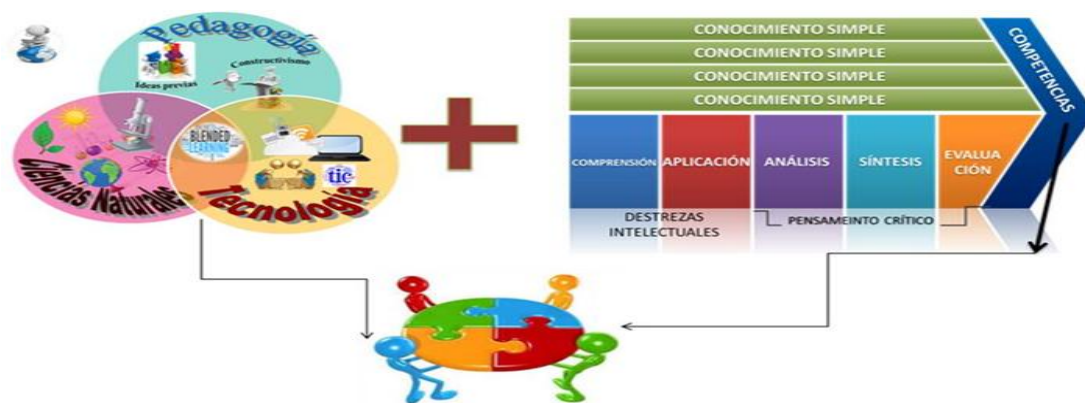 Pedagogía
Ideas previas
Constructivismo
Ciencias Naturales
BLENDED
LEARNING
tic
Tecnología
CONOCIMIENTO SIMPLE
CONOCIMIENTO SIMPLE
CONOCIMIENTO SIMPLE
CONOCIMIENTO SIMPLE
COMPETENCIAS
COMPRENSIÓN
APLICACIÓN
ANÁLISIS
SÍNTESIS
EVALUA
CIÓN
DESTREZAS
INTELECTUALES
PENSAMEINTO CRÍTICO